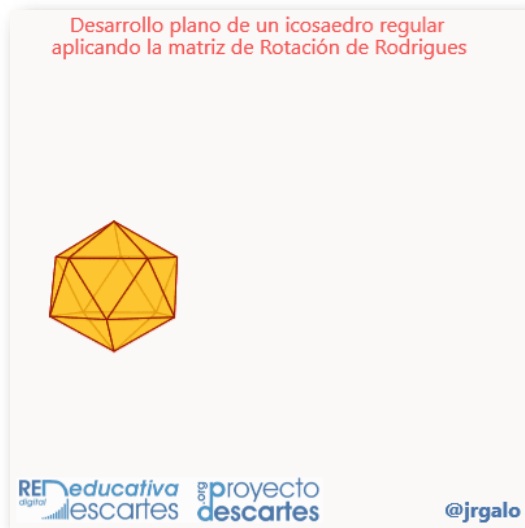 Desarrollo plano de un icosaedro regular
aplicando la matriz de Rotación de Rodrigues
RED educativa
digital descartes
.org proyecto
descartes
@jrgalo